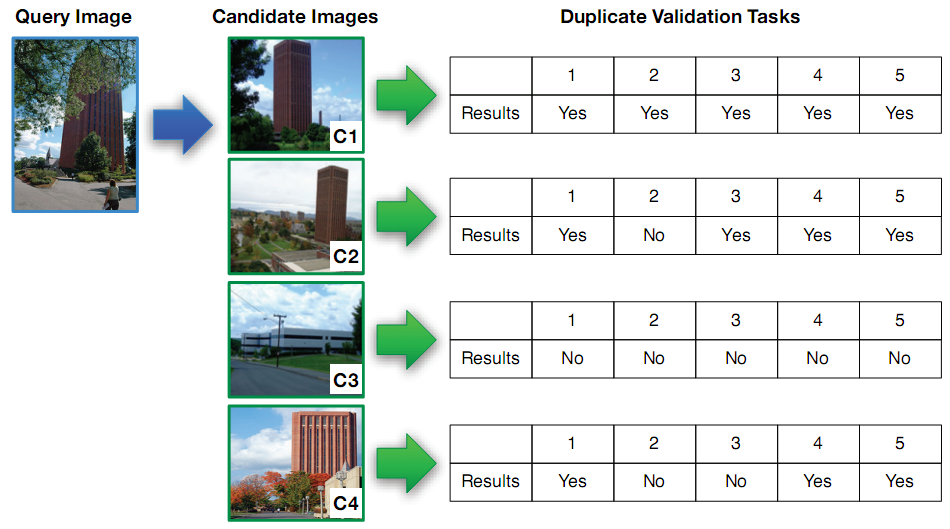 Query Image Candidate Images Duplicate Validation Tasks
C1
1 2 3 4 5
Results Yes Yes Yes Yes Yes
C2
1 2 3 4 5
Results Yes No Yes Yes Yes
C3
1 2 3 4 5
Results No No No No No
C4
1 2 3 4 5
Results Yes No No Yes Yes